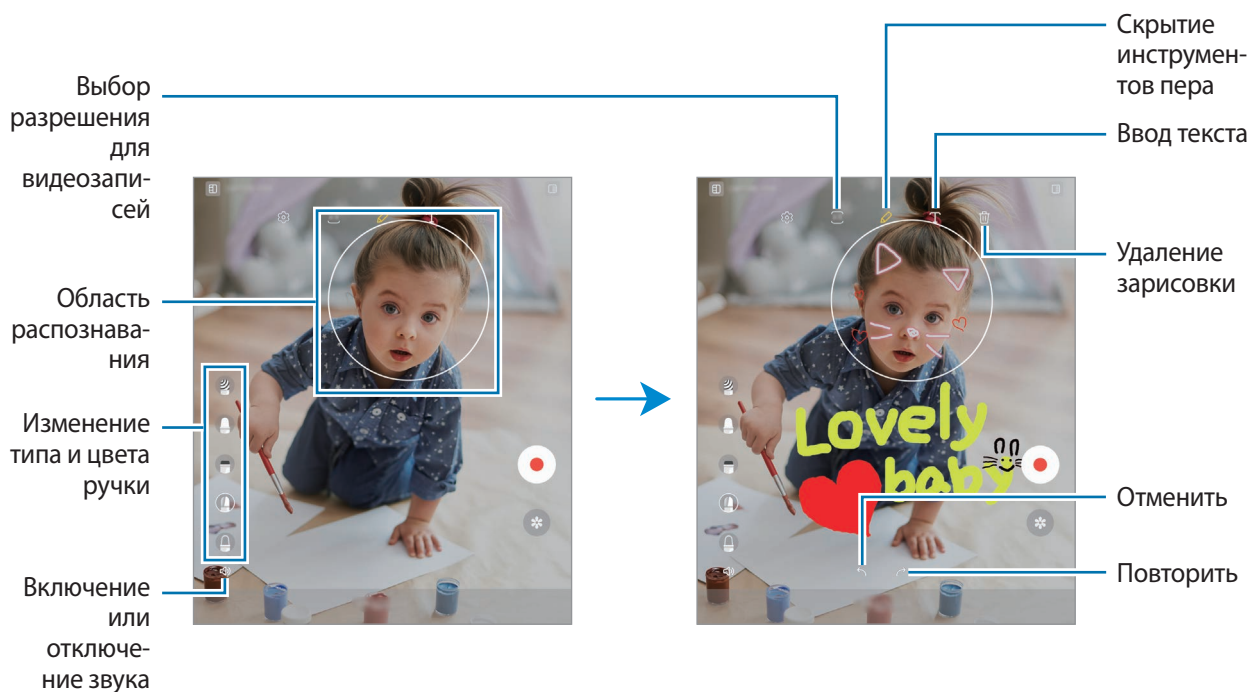 Скрытие
инструмен-
тов пера
Выбор
разрешения
для
видеозапи-
сей
Ввод текста
Удаление
зарисовки
Область
распознава-
ния
Lovely
baby
Изменение
типа и цвета
ручки
Отменить
Повторить
Включение
или
отключе-
ние звука